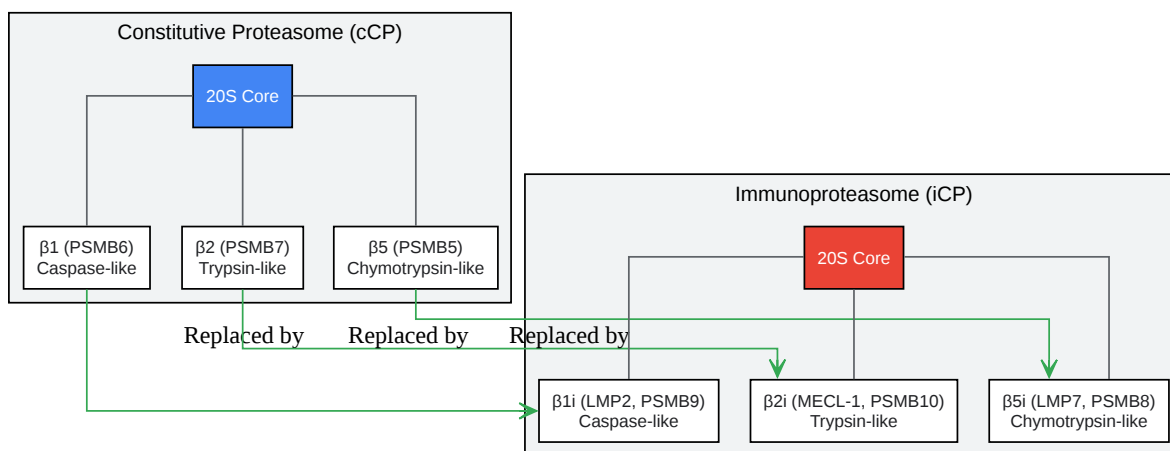 Constitutive Proteasome (cCP)
20S Core
β1 (PSMB6)
Caspase-like
β2 (PSMB7)
Trypsin-like
β5 (PSMB5)
Chymotrypsin-like
Replaced by
Replaced by
Replaced by
Immunoproteasome (iCP)
20S Core
β1i (LMP2, PSMB9)
Caspase-like
β2i (MECL-1, PSMB10)
Trypsin-like
β5i (LMP7, PSMB8)
Chymotrypsin-like